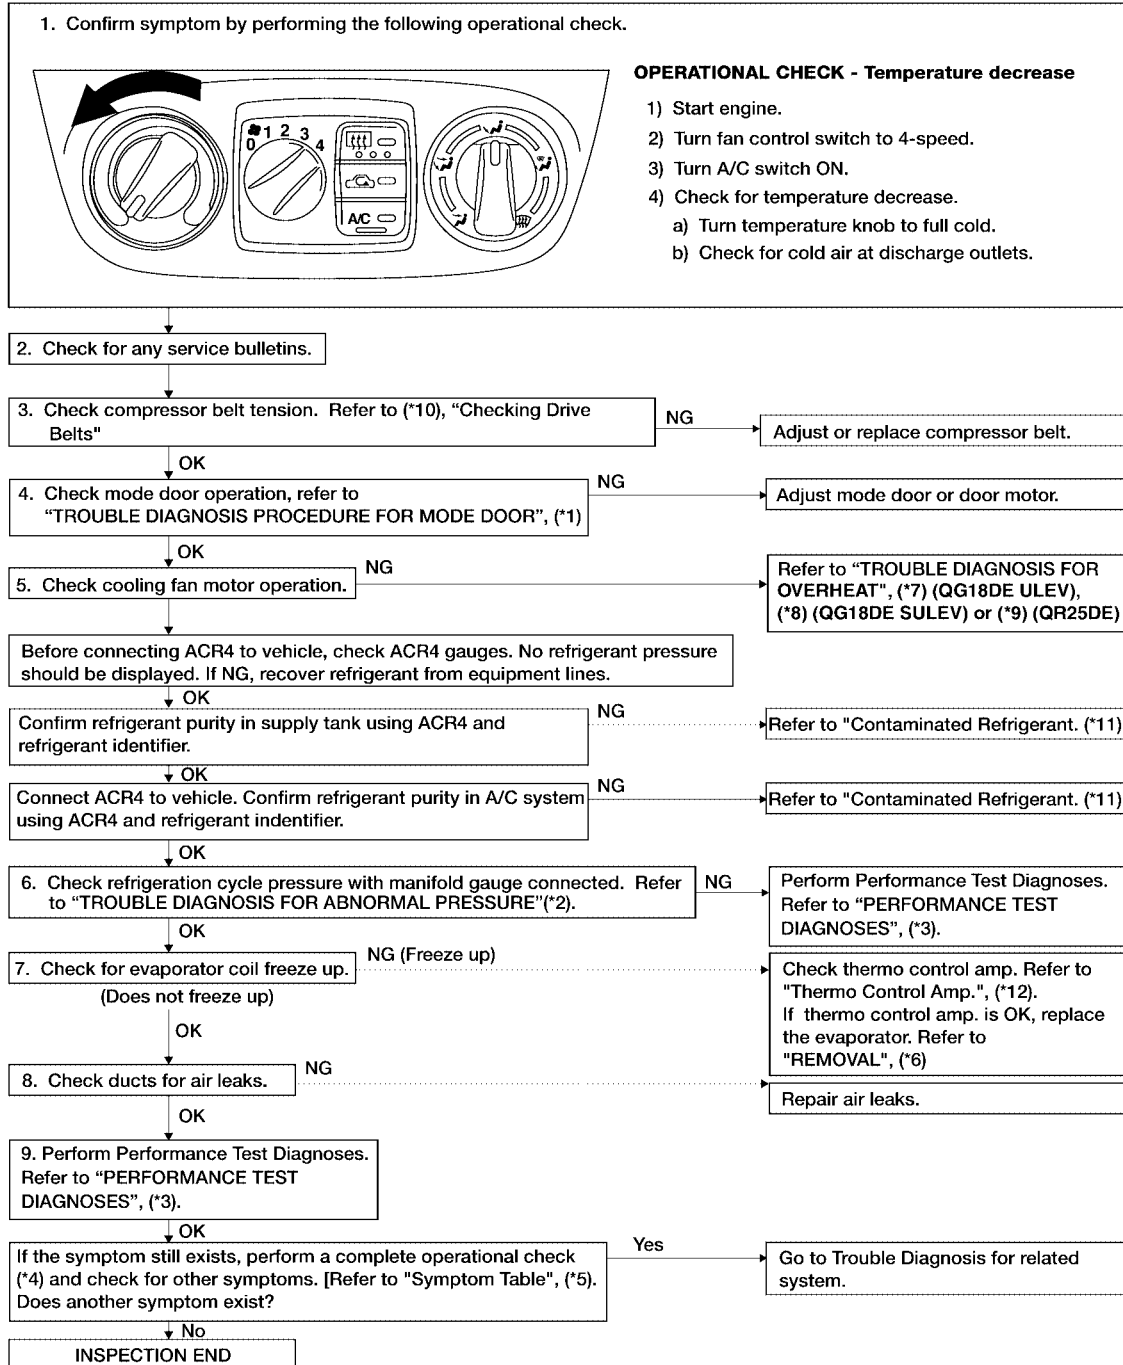 1. Confirm symptom by performing the following operational check.
0 1 2 3 4
A/C
OPERATIONAL CHECK - Temperature decrease
1) Start engine.
2) Turn fan control switch to 4-speed.
3) Turn A/C switch ON.
4) Check for temperature decrease.
a) Turn temperature knob to full cold.
b) Check for cold air at discharge outlets.
2. Check for any service bulletins.
3. Check compressor belt tension. Refer to (*10), “Checking Drive
Belts"
NG
Adjust or replace compressor belt.
OK
4. Check mode door operation, refer to
“TROUBLE DIAGNOSIS PROCEDURE FOR MODE DOOR”, (*1)
NG
Adjust mode door or door motor.
OK
5. Check cooling fan motor operation.
NG
Refer to “TROUBLE DIAGNOSIS FOR
OVERHEAT", (*7) (QG18DE ULEV),
(*8) (QG18DE SULEV) or (*9) (QR25DE)
Before connecting ACR4 to vehicle, check ACR4 gauges. No refrigerant pressure
should be displayed. If NG, recover refrigerant from equipment lines.
OK
Confirm refrigerant purity in supply tank using ACR4 and
refrigerant identifier.
NG
Refer to "Contaminated Refrigerant. (*11)
OK
Connect ACR4 to vehicle. Confirm refrigerant purity in A/C system
using ACR4 and refrigerant indentifier.
NG
Refer to "Contaminated Refrigerant. (*11)
OK
6. Check refrigeration cycle pressure with manifold gauge connected. Refer
to “TROUBLE DIAGNOSIS FOR ABNORMAL PRESSURE”(*2).
NG
Perform Performance Test Diagnoses.
Refer to “PERFORMANCE TEST
DIAGNOSES”, (*3).
OK
7. Check for evaporator coil freeze up.
NG (Freeze up)
(Does not freeze up)
Check thermo control amp. Refer to
"Thermo Control Amp.", (*12).
If thermo control amp. is OK, replace
the evaporator. Refer to
"REMOVAL", (*6)
OK
8. Check ducts for air leaks.
NG
Repair air leaks.
OK
9. Perform Performance Test Diagnoses.
Refer to “PERFORMANCE TEST
DIAGNOSES”, (*3).
OK
If the symptom still exists, perform a complete operational check
(*4) and check for other symptoms. [Refer to "Symptom Table", (*5).
Does another symptom exist?
Yes
Go to Trouble Diagnosis for related
system.
No
INSPECTION END